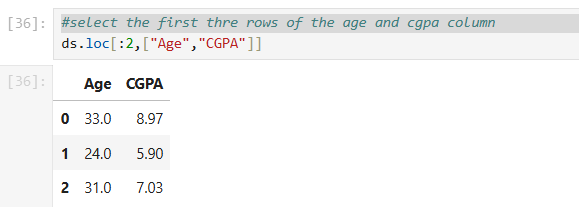 [36]: #select the first thre rows of the age and cgpa column
ds.loc[:2,["Age","CGPA"]]
[36]:
Age CGPA
0 33.0 8.97
1 24.0 5.90
2 31.0 7.03